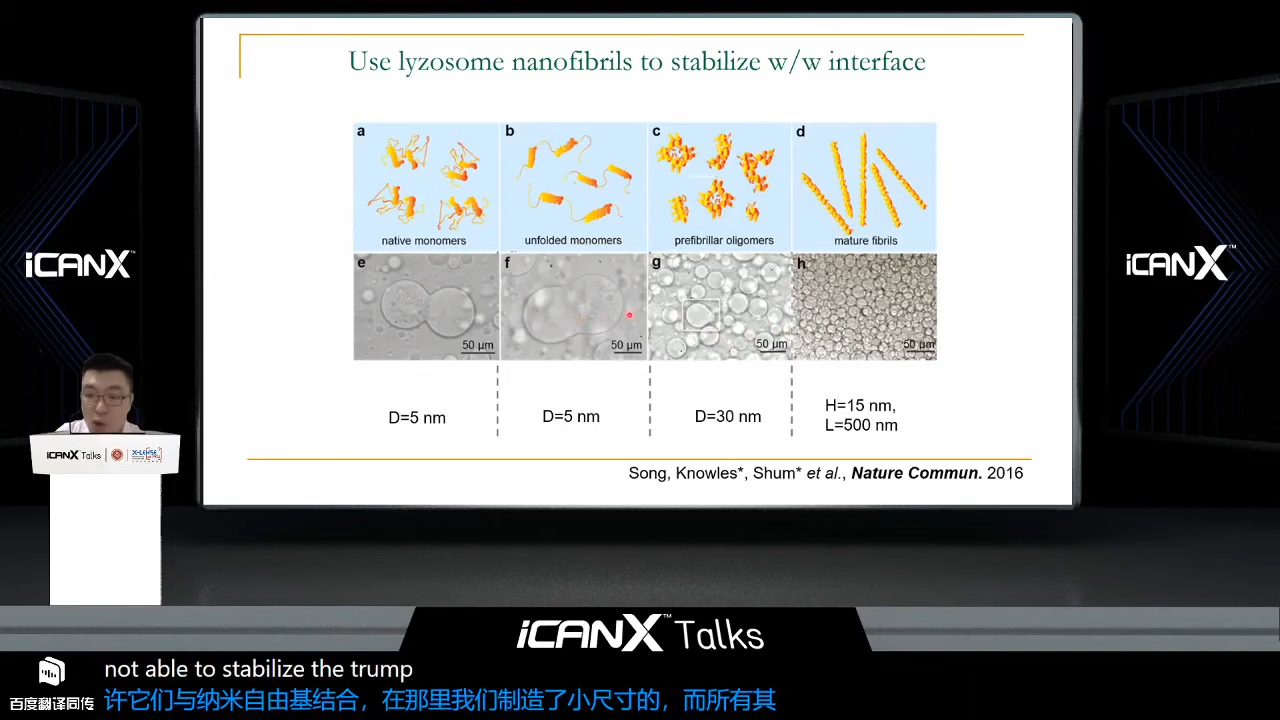 Use lyzosome nanofibrils to stabilize w/w interface
a
b
c
d
native monomers
unfolded monomers
prefibrillar oligomers
mature fibrils
e
f
g
h
50 µm
50 µm
50 µm
50 µm
D=5 nm
D=5 nm
D=30 nm
H=15 nm,
L=500 nm
Song, Knowles*, Shum* et al., Nature Commun. 2016
iCANX™
iCANX™
iCANX Talks
X-LENSE
iCANX™ Talks
not able to stabilize the trump
百度翻译同传
许它们与纳米自由基结合，在那里我们制造了小尺寸的，而所有其